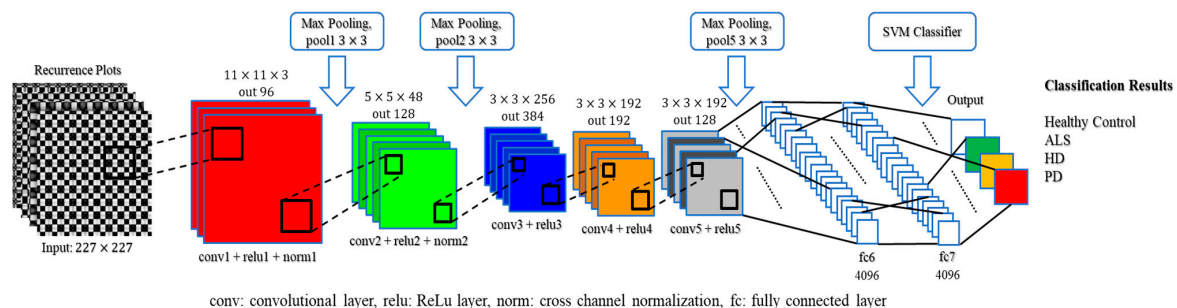 Max Pooling,
pool1 3 × 3
Max Pooling,
pool2 3 × 3
Max Pooling,
pool5 3 × 3
SVM Classifier
Recurrence Plots
11 × 11 × 3
out 96
5 × 5 × 48
out 128
3 × 3 × 256
out 384
3 × 3 × 192
out 192
3 × 3 × 192
out 128
Output
Classification Results
Healthy Control
ALS
HD
PD
Input: 227 × 227
conv1 + relu1 + norm1
conv2 + relu2 + norm2
conv3 + relu3
conv4 + relu4
conv5 + relu5
fc6
4096
fc7
4096
conv: convolutional layer, relu: ReLu layer, norm: cross channel normalization, fc: fully connected layer